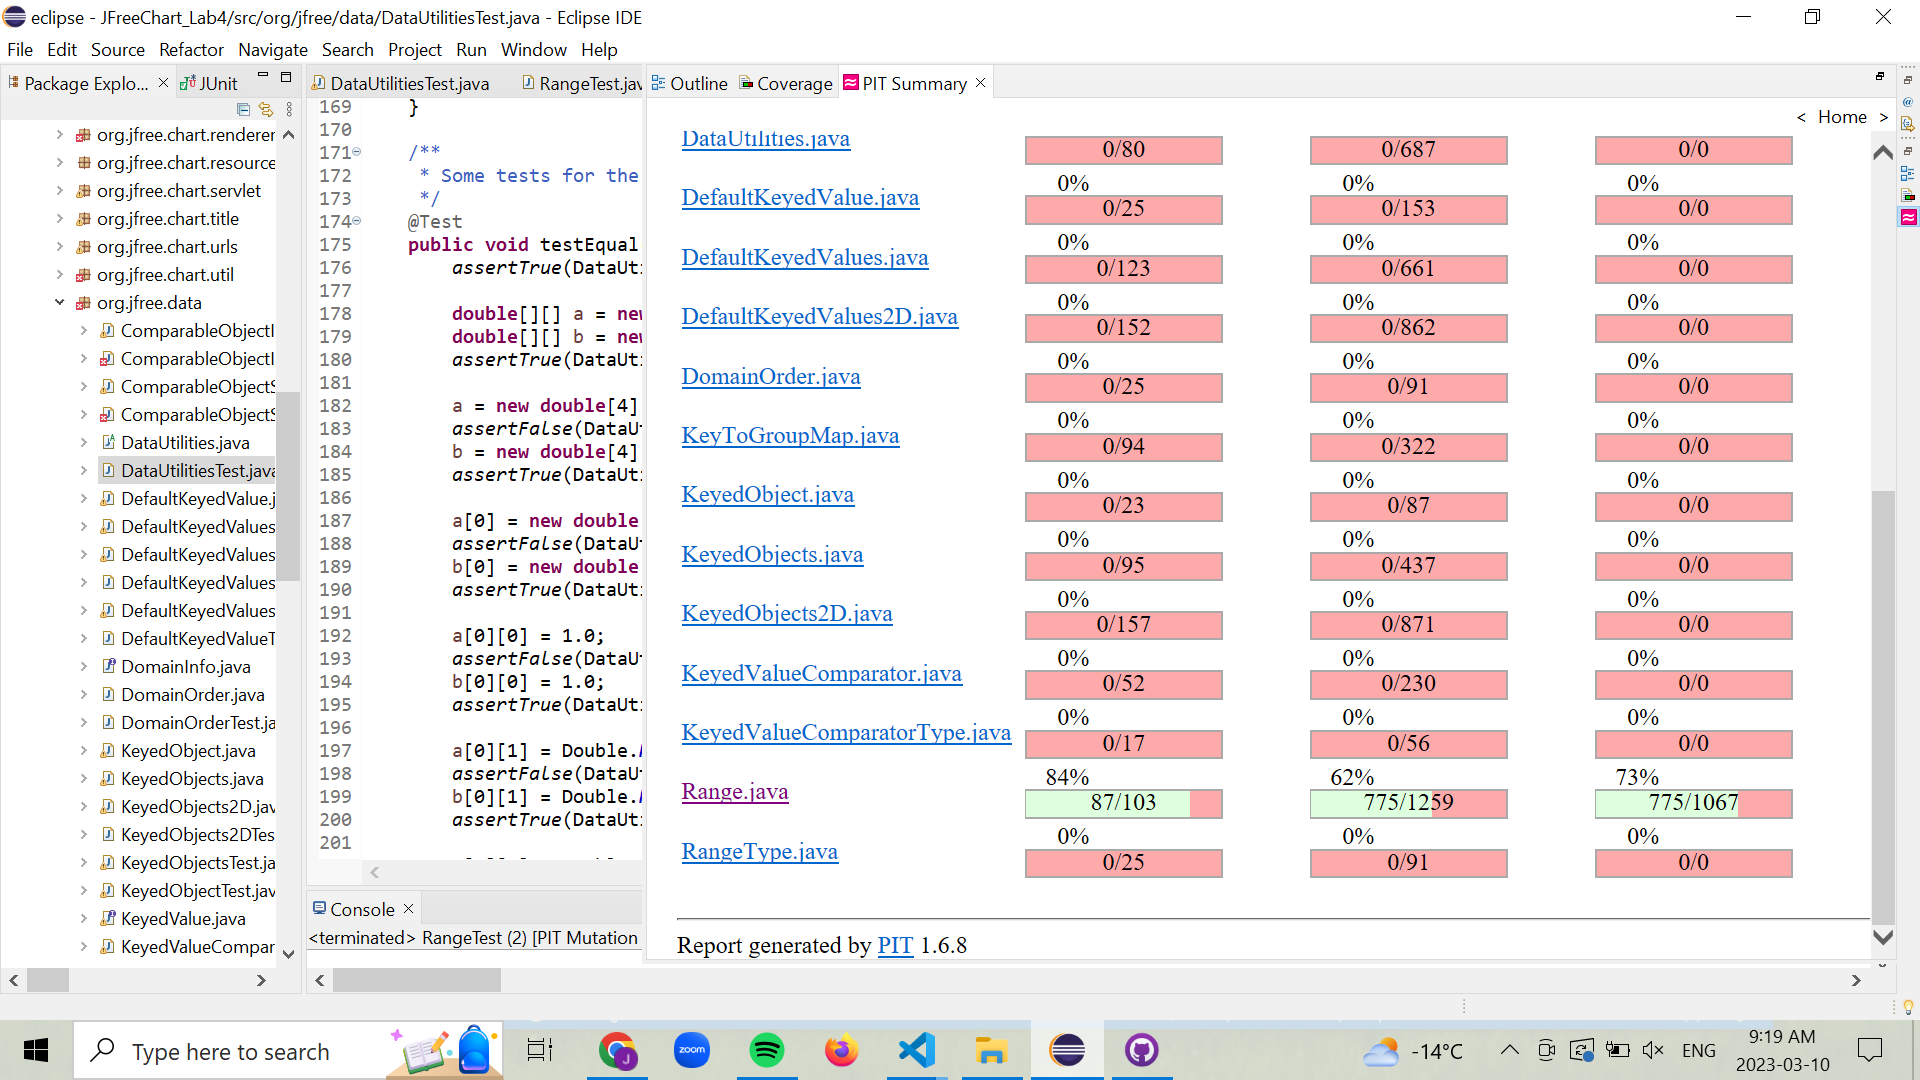 eclipse - JFreeChart_Lab4/src/org/jfree/data/DataUtilitiesTest.java - Eclipse IDE
File Edit Source Refactor Navigate Search Project Run Window Help
Package Explo...
JUnit
org.jfree.chart.renderer
org.jfree.chart.resource
org.jfree.chart.servlet
org.jfree.chart.title
org.jfree.chart.urls
org.jfree.chart.util
org.jfree.data
ComparableObjectI
ComparableObjectI
ComparableObjectS
ComparableObjectS
DataUtilities.java
DataUtilitiesTest.java
DefaultKeyedValue.j
DefaultKeyedValues
DefaultKeyedValues
DefaultKeyedValues
DefaultKeyedValues
DefaultKeyedValueT
DomainInfo.java
DomainOrder.java
DomainOrderTest.ja
KeyedObject.java
KeyedObjects.java
KeyedObjects2D.jav
KeyedObjects2DTes
KeyedObjectsTest.ja
KeyedObjectTest.jav
KeyedValue.java
KeyedValueCompar
DataUtilitiesTest.java
RangeTest.jav
169 }
170
171 /**
172 * Some tests for the
173 */
174 @Test
175 public void testEqual
176 assertTrue(DataUt
177
178 double[][] a = new
179 double[][] b = new
180 assertTrue(DataUt
181
182 a = new double[4]
183 assertFalse(DataU
184 b = new double[4]
185 assertTrue(DataUt
186
187 a[0] = new double
188 assertFalse(DataU
189 b[0] = new double
190 assertTrue(DataUt
191
192 a[0][0] = 1.0;
193 assertFalse(DataU
194 b[0][0] = 1.0;
195 assertTrue(DataUt
196
197 a[0][1] = Double.
198 assertFalse(DataU
199 b[0][1] = Double.
200 assertTrue(DataUt
201
Console
<terminated> RangeTest (2) [PIT Mutation
Outline
Coverage
PIT Summary
< Home >
DataUtilities.java 0/80 0/687 0/0
0% 0% 0%
DefaultKeyedValue.java 0/25 0/153 0/0
0% 0% 0%
DefaultKeyedValues.java 0/123 0/661 0/0
0% 0% 0%
DefaultKeyedValues2D.java 0/152 0/862 0/0
0% 0% 0%
DomainOrder.java 0/25 0/91 0/0
0% 0% 0%
KeyToGroupMap.java 0/94 0/322 0/0
0% 0% 0%
KeyedObject.java 0/23 0/87 0/0
0% 0% 0%
KeyedObjects.java 0/95 0/437 0/0
0% 0% 0%
KeyedObjects2D.java 0/157 0/871 0/0
0% 0% 0%
KeyedValueComparator.java 0/52 0/230 0/0
0% 0% 0%
KeyedValueComparatorType.java 0/17 0/56 0/0
84% 62% 73%
Range.java 87/103 775/1259 775/1067
0% 0% 0%
RangeType.java 0/25 0/91 0/0
Report generated by PIT 1.6.8
Type here to search
zoom
J
-14°C
ENG
9:19 AM
2023-03-10